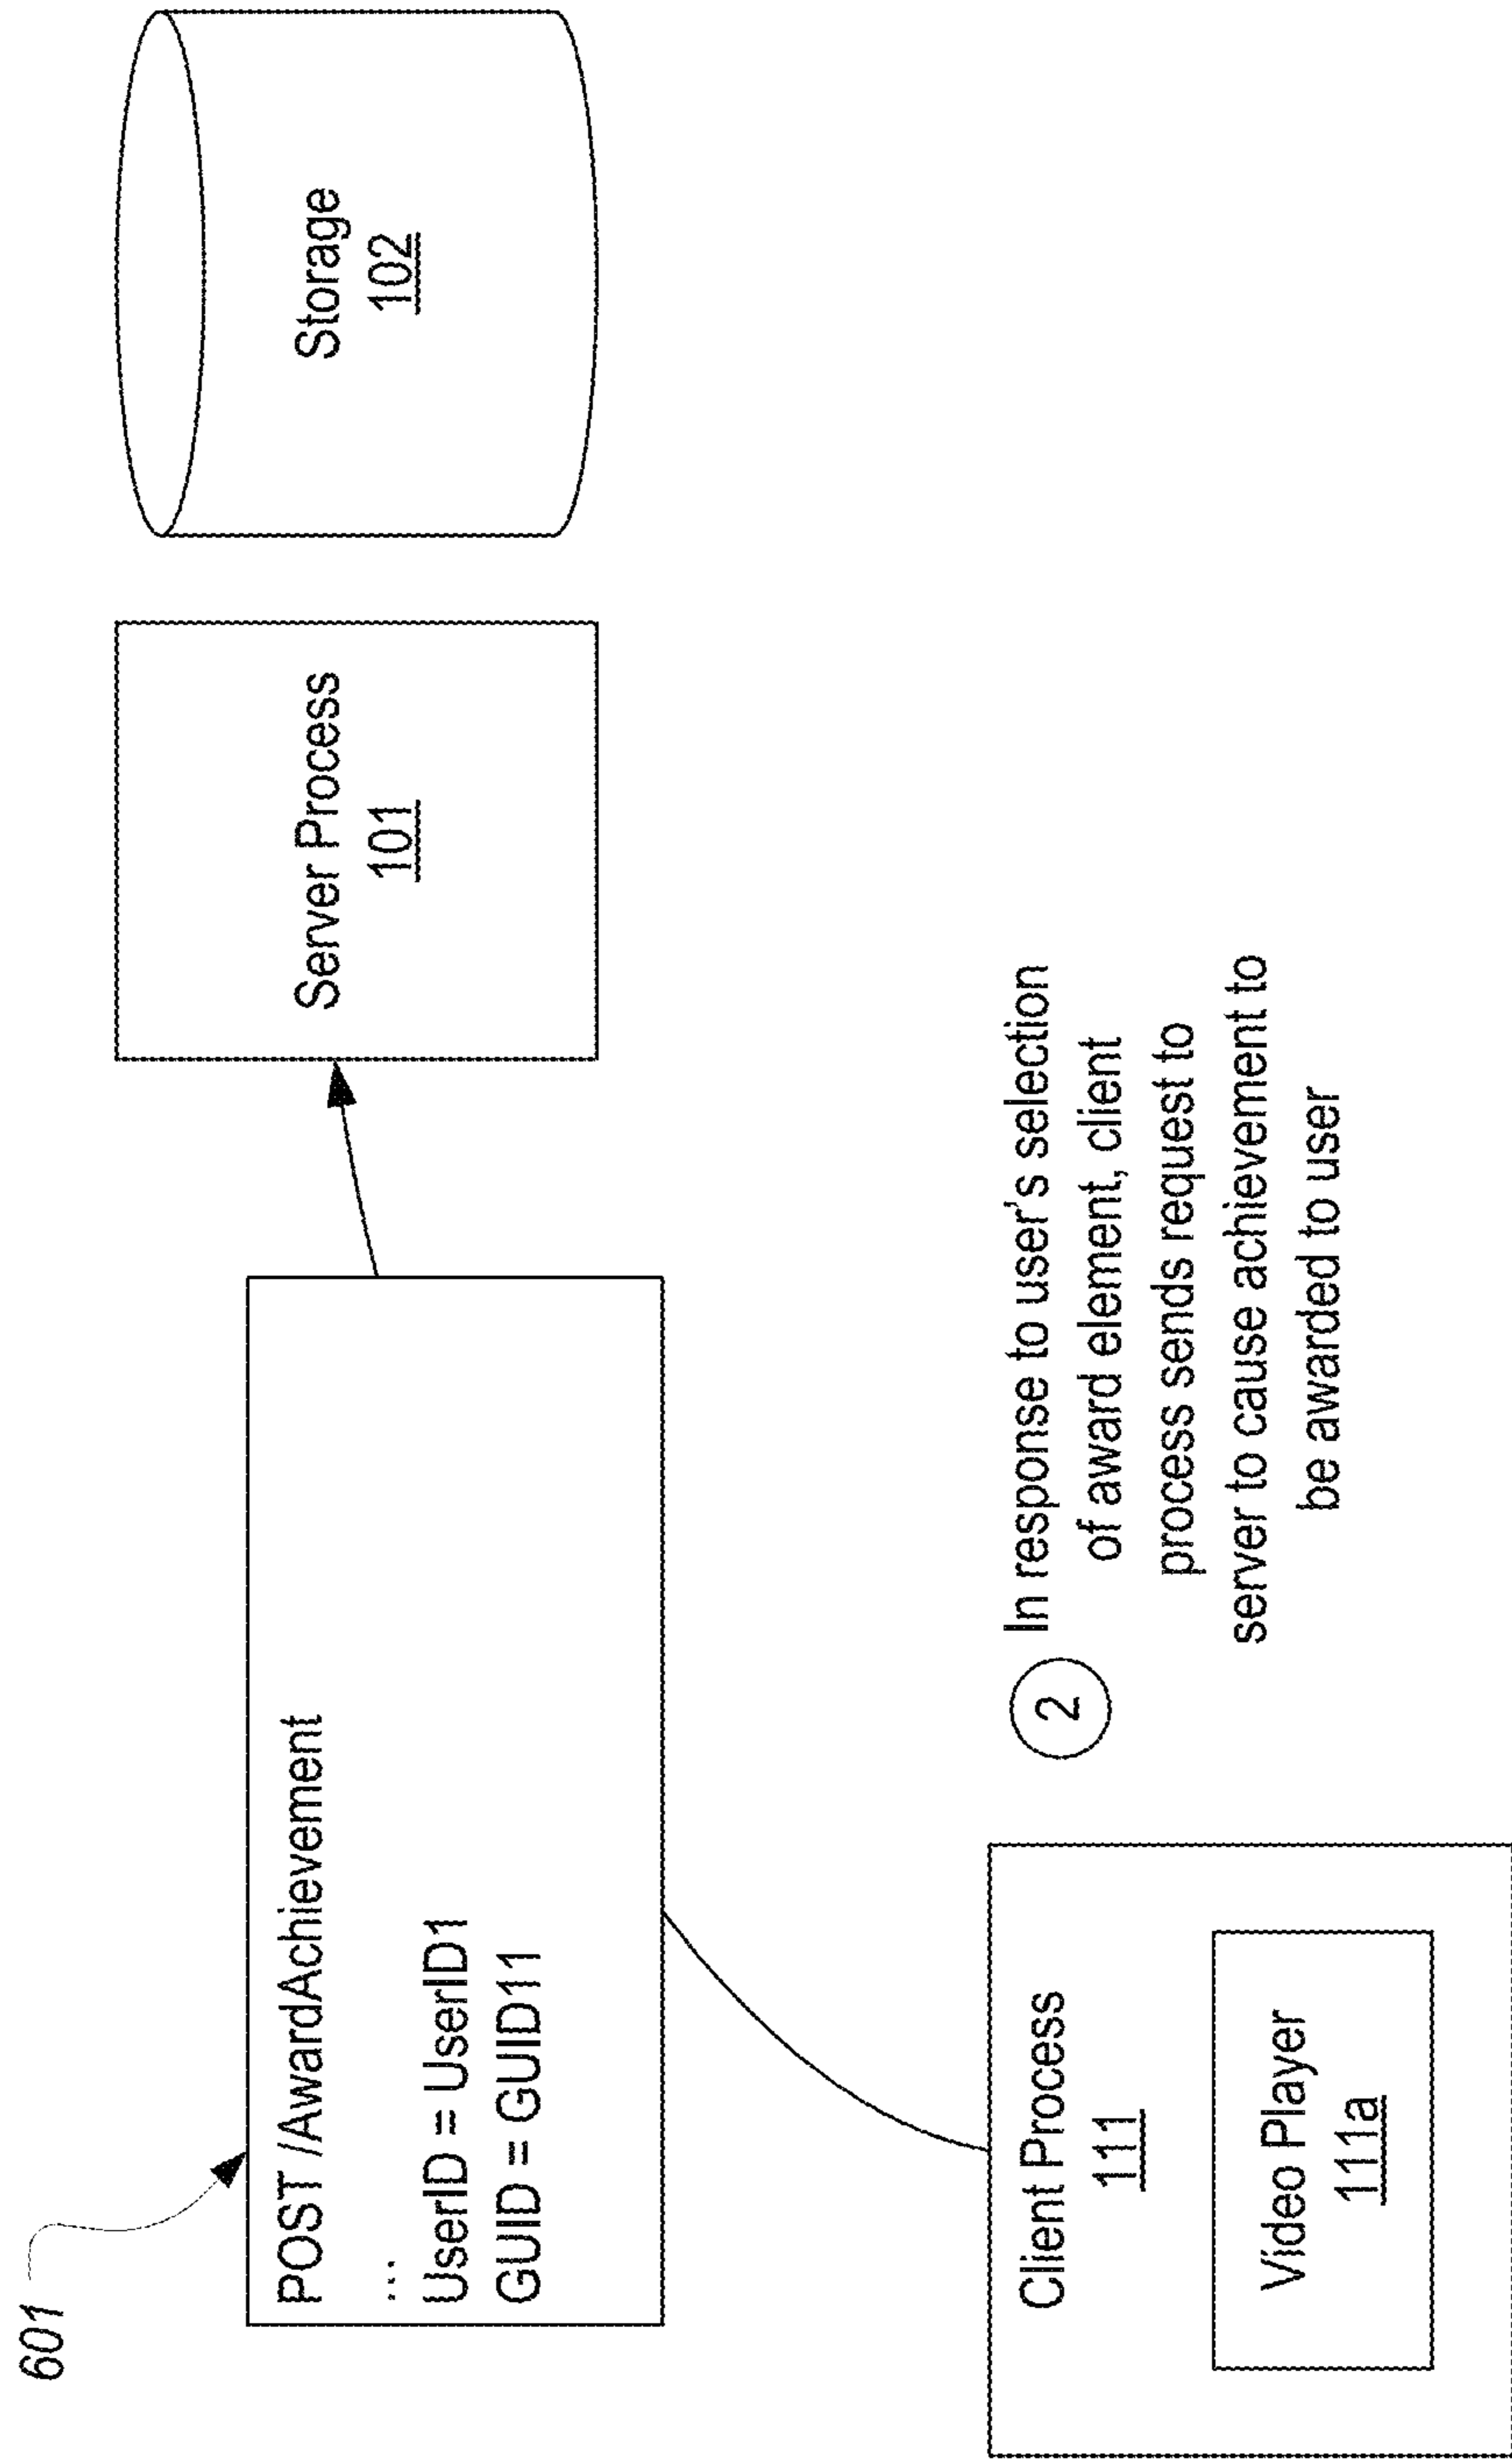 601
POST /AwardAchievement
...
UserID = UserID1
GUID = GUID11
Server Process
101
Storage
102
Client Process
111
Video Player
111a
2
In response to user's selection
of award element, client
process sends request to
server to cause achievement to
be awarded to user